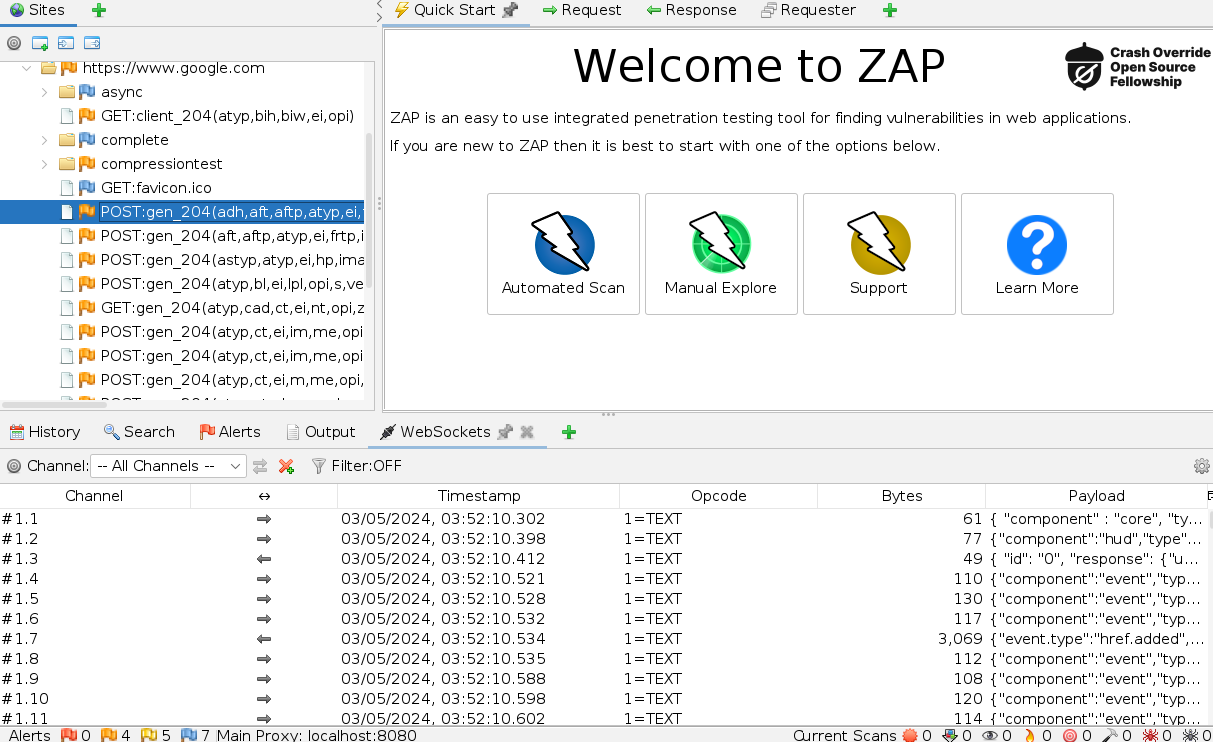 Sites
Quick Start Request Response Requester
https://www.google.com
async
GET:client_204(atyp,bih,biw,ei,opi)
complete
compressiontest
GET:favicon.ico
POST:gen_204(adh,aft,aftp,atyp,ei,
POST:gen_204(aft,aftp,atyp,ei,frtp,i
POST:gen_204(astyp,atyp,ei,hp,ima
POST:gen_204(atyp,bl,ei,lpl,opi,s,ve
GET:gen_204(atyp,cad,ct,ei,nt,opi,z
POST:gen_204(atyp,ct,ei,im,me,opi
POST:gen_204(atyp,ct,ei,im,me,opi
POST:gen_204(atyp,ct,ei,m,me,opi,
Welcome to ZAP
Crash Override
Open Source
Fellowship
ZAP is an easy to use integrated penetration testing tool for finding vulnerabilities in web applications.
If you are new to ZAP then it is best to start with one of the options below.
Automated Scan Manual Explore Support Learn More
History Search Alerts Output WebSockets
Channel: -- All Channels -- Filter:OFF
Channel ↔ Timestamp Opcode Bytes Payload
#1.1 → 03/05/2024, 03:52:10.302 1=TEXT 61 { "component" : "core", "ty...
#1.2 → 03/05/2024, 03:52:10.398 1=TEXT 77 {"component":"hud","type"...
#1.3 ← 03/05/2024, 03:52:10.412 1=TEXT 49 { "id": "0", "response": {"u...
#1.4 → 03/05/2024, 03:52:10.521 1=TEXT 110 {"component":"event","typ...
#1.5 → 03/05/2024, 03:52:10.528 1=TEXT 130 {"component":"event","typ...
#1.6 → 03/05/2024, 03:52:10.532 1=TEXT 117 {"component":"event","typ...
#1.7 ← 03/05/2024, 03:52:10.534 1=TEXT 3,069 {"event.type":"href.added",...
#1.8 → 03/05/2024, 03:52:10.535 1=TEXT 112 {"component":"event","typ...
#1.9 → 03/05/2024, 03:52:10.588 1=TEXT 108 {"component":"event","typ...
#1.10 → 03/05/2024, 03:52:10.598 1=TEXT 120 {"component":"event","typ...
#1.11 → 03/05/2024, 03:52:10.602 1=TEXT 114 {"component":"event","typ...
Alerts 0 4 5 7 Main Proxy: localhost:8080 Current Scans 0 0 0 0 0 0 0 0